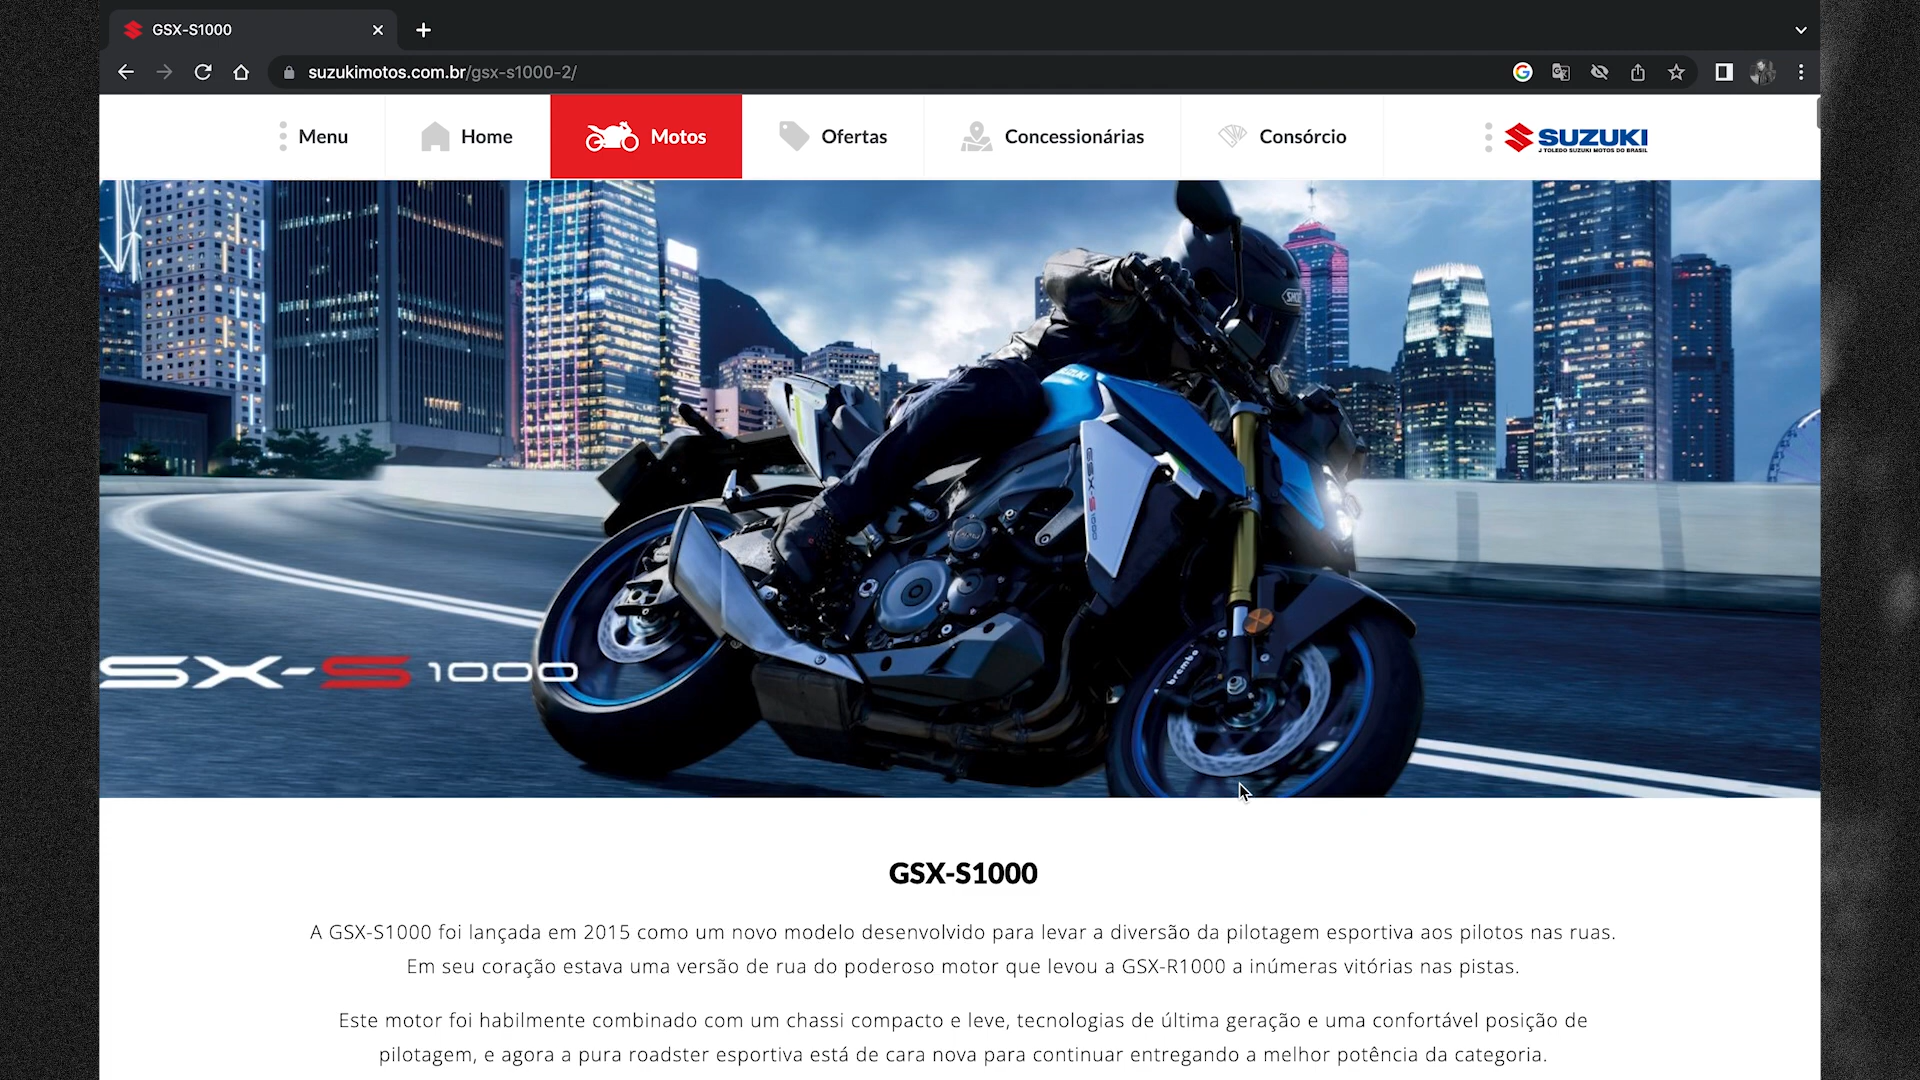 GSX-S1000
suzukimotos.com.br/gsx-s1000-2/
Menu
Home
Motos
Ofertas
Concessionárias
Consórcio
SUZUKI
J TOLEDO SUZUKI MOTOS DO BRASIL
SUZUKI
GSX-S1000
brembo
SX-S 1000
GSX-S1000
A GSX-S1000 foi lançada em 2015 como um novo modelo desenvolvido para levar a diversão da pilotagem esportiva aos pilotos nas ruas.
Em seu coração estava uma versão de rua do poderoso motor que levou a GSX-R1000 a inúmeras vitórias nas pistas.
Este motor foi habilmente combinado com um chassi compacto e leve, tecnologias de última geração e uma confortável posição de
pilotagem, e agora a pura roadster esportiva está de cara nova para continuar entregando a melhor potência da categoria.